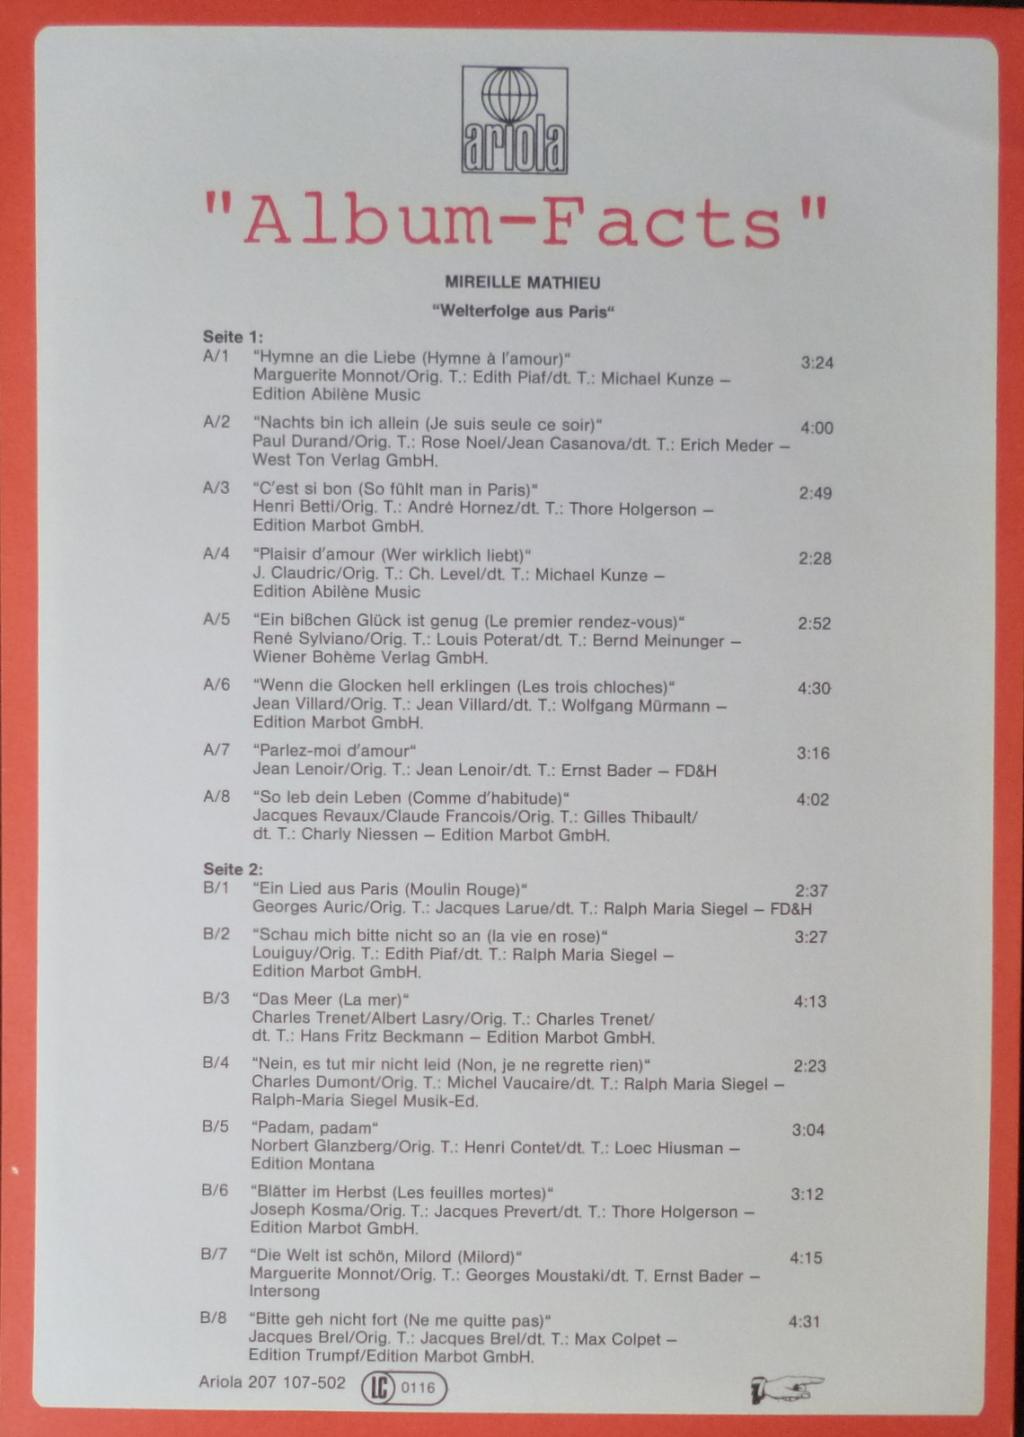 ariola
"Album-Facts"
MIREILLE MATHIEU
“Welterfolge aus Paris“
Seite 1:
A/1 “Hymne an die Liebe (Hymne à l'amour)“ 3:24
Marguerite Monnot/Orig. T.: Edith Piaf/dt. T.: Michael Kunze –
Edition Abilène Music
A/2 “Nachts bin ich allein (Je suis seule ce soir)“ 4:00
Paul Durand/Orig. T.: Rose Noel/Jean Casanova/dt. T.: Erich Meder –
West Ton Verlag GmbH.
A/3 “C'est si bon (So fühlt man in Paris)“ 2:49
Henri Betti/Orig. T.: Andrè Hornez/dt. T.: Thore Holgerson –
Edition Marbot GmbH.
A/4 “Plaisir d'amour (Wer wirklich liebt)“ 2:28
J. Claudric/Orig. T.: Ch. Level/dt. T.: Michael Kunze –
Edition Abilène Music
A/5 “Ein bißchen Glück ist genug (Le premier rendez-vous)“ 2:52
René Sylviano/Orig. T.: Louis Poterat/dt. T.: Bernd Meinunger –
Wiener Bohème Verlag GmbH.
A/6 “Wenn die Glocken hell erklingen (Les trois chloches)“ 4:30
Jean Villard/Orig. T.: Jean Villard/dt. T.: Wolfgang Mürmann –
Edition Marbot GmbH.
A/7 “Parlez-moi d'amour“ 3:16
Jean Lenoir/Orig. T.: Jean Lenoir/dt. T.: Ernst Bader – FD&H
A/8 “So leb dein Leben (Comme d'habitude)“ 4:02
Jacques Revaux/Claude Francois/Orig. T.: Gilles Thibault/
dt. T.: Charly Niessen – Edition Marbot GmbH.
Seite 2:
B/1 “Ein Lied aus Paris (Moulin Rouge)“ 2:37
Georges Auric/Orig. T.: Jacques Larue/dt. T.: Ralph Maria Siegel – FD&H
B/2 “Schau mich bitte nicht so an (la vie en rose)“ 3:27
Louiguy/Orig. T.: Edith Piaf/dt. T.: Ralph Maria Siegel –
Edition Marbot GmbH.
B/3 “Das Meer (La mer)“ 4:13
Charles Trenet/Albert Lasry/Orig. T.: Charles Trenet/
dt. T.: Hans Fritz Beckmann – Edition Marbot GmbH.
B/4 “Nein, es tut mir nicht leid (Non, je ne regrette rien)“ 2:23
Charles Dumont/Orig. T.: Michel Vaucaire/dt. T.: Ralph Maria Siegel –
Ralph-Maria Siegel Musik-Ed.
B/5 “Padam, padam“ 3:04
Norbert Glanzberg/Orig. T.: Henri Contet/dt. T.: Loec Hiusman –
Edition Montana
B/6 “Blätter im Herbst (Les feuilles mortes)“ 3:12
Joseph Kosma/Orig. T.: Jacques Prevert/dt. T.: Thore Holgerson –
Edition Marbot GmbH.
B/7 “Die Welt ist schön, Milord (Milord)“ 4:15
Marguerite Monnot/Orig. T.: Georges Moustaki/dt. T. Ernst Bader –
Intersong
B/8 “Bitte geh nicht fort (Ne me quitte pas)“ 4:31
Jacques Brel/Orig. T.: Jacques Brel/dt. T.: Max Colpet –
Edition Trumpf/Edition Marbot GmbH.
Ariola 207 107-502 LC 0116